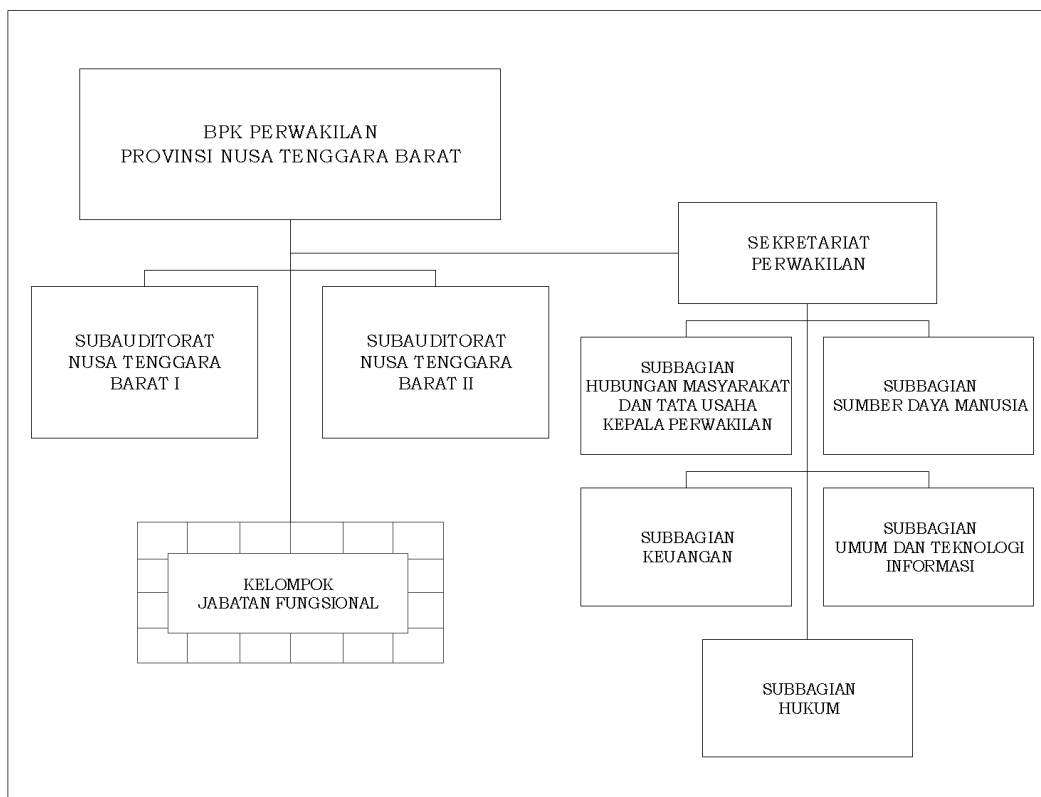 BPK PERWAKILAN
PROVINSI NUSA TENGGARA BARAT
SEKRETARIAT
PERWAKILAN
SUBAUDITORAT
NUSA TENGGARA
BARAT I
SUBAUDITORAT
NUSA TENGGARA
BARAT II
SUBBAGIAN
HUBUNGAN MASYARAKAT
DAN TATA USAHA
KEPALA PERWAKILAN
SUBBAGIAN
SUMBER DAYA MANUSIA
SUBBAGIAN
KEUANGAN
SUBBAGIAN
UMUM DAN TEKNOLOGI
INFORMASI
KELOMPOK
JABATAN FUNGSIONAL
SUBBAGIAN
HUKUM